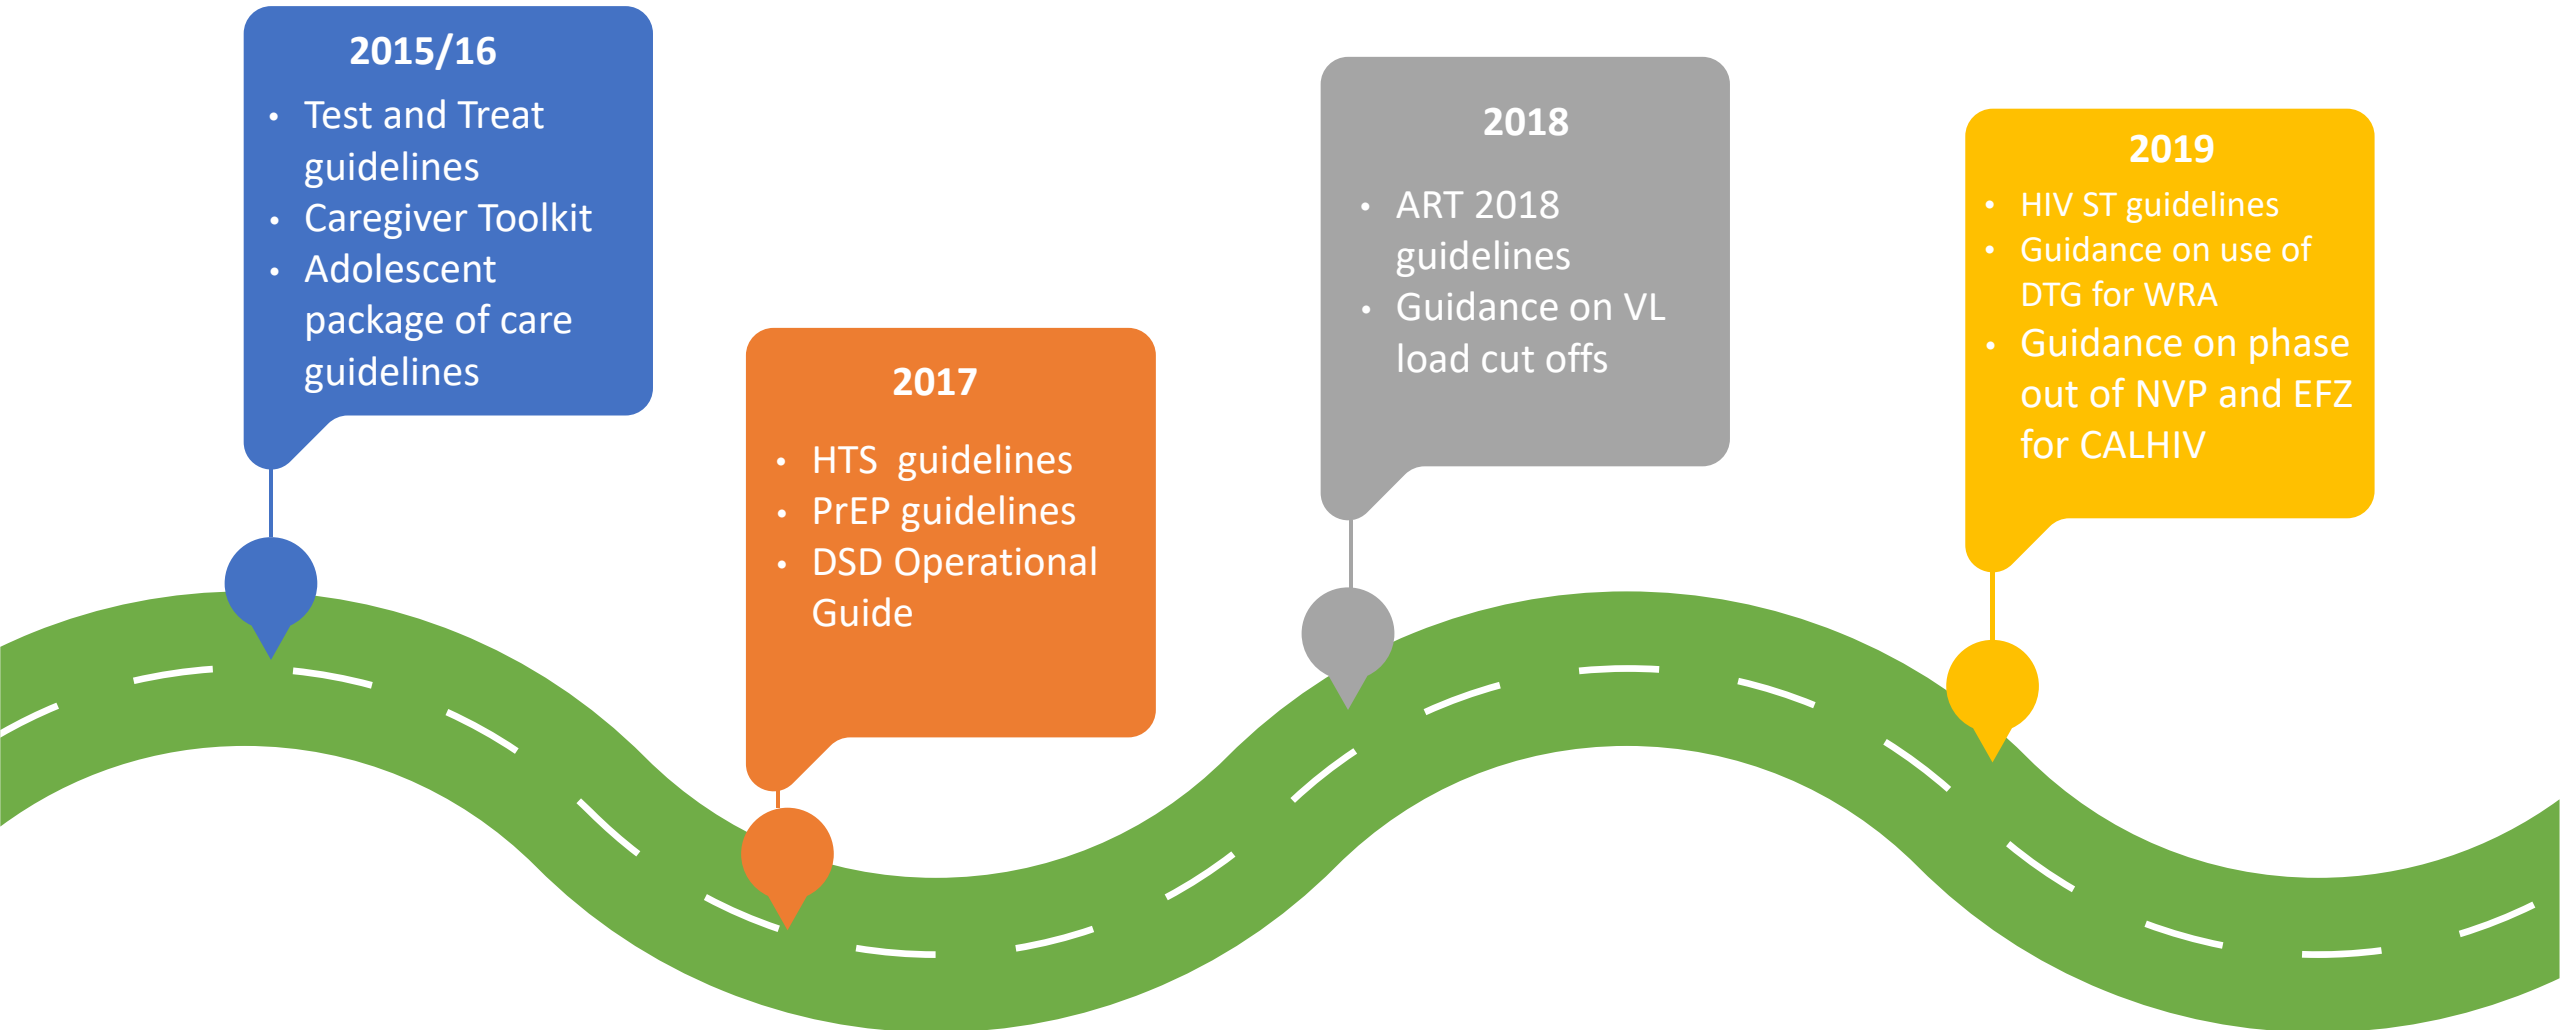 2015/16
• Test and Treat
guidelines
• Caregiver Toolkit
• Adolescent
package of care
guidelines
2017
• HTS guidelines
• PrEP guidelines
• DSD Operational
Guide
2018
• ART 2018
guidelines
• Guidance on VL
load cut offs
2019
• HIV ST guidelines
• Guidance on use of
DTG for WRA
• Guidance on phase
out of NVP and EFZ
for CALHIV